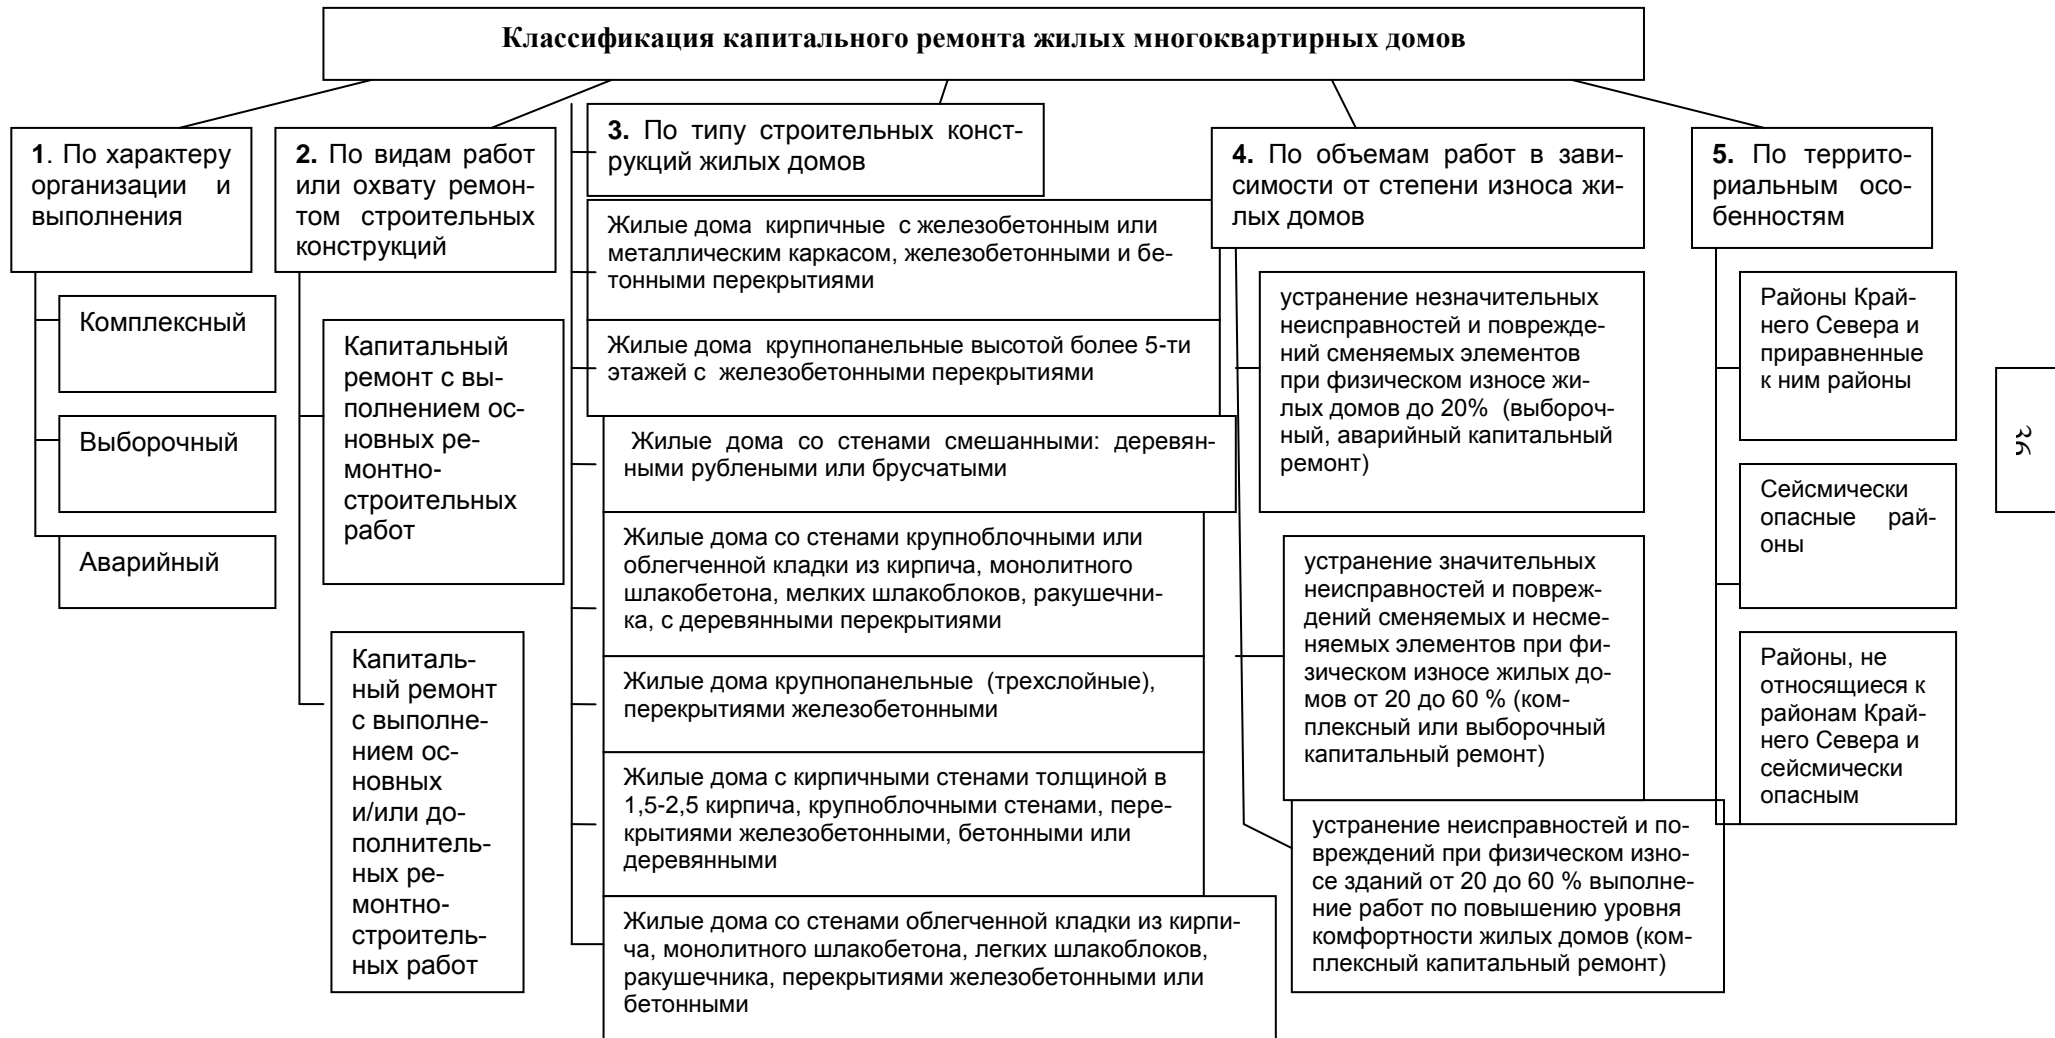 Классификация капитального ремонта жилых многоквартирных домов
1. По характеру
организации и
выполнения
Комплексный
Выборочный
Аварийный
2. По видам работ
или охвату ремон-
том строительных
конструкций
Капитальный
ремонт с вы-
полнением ос-
новных ре-
монтно-
строительных
работ
Капиталь-
ный ремонт
с выполне-
нием ос-
новных
и/или до-
полнитель-
ных ре-
монтно-
строитель-
ных работ
3. По типу строительных конст-
рукций жилых домов
Жилые дома кирпичные с железобетонным или
металлическим каркасом, железобетонными и бе-
тонными перекрытиями
Жилые дома крупнопанельные высотой более 5-ти
этажей с железобетонными перекрытиями
Жилые дома со стенами смешанными: деревян-
ными рублеными или брусчатыми
Жилые дома со стенами крупноблочными или
облегченной кладки из кирпича, монолитного
шлакобетона, мелких шлакоблоков, ракушечни-
ка, с деревянными перекрытиями
Жилые дома крупнопанельные (трехслойные),
перекрытиями железобетонными
Жилые дома с кирпичными стенами толщиной в
1,5-2,5 кирпича, крупноблочными стенами, пере-
крытиями железобетонными, бетонными или
деревянными
Жилые дома со стенами облегченной кладки из кирпи-
ча, монолитного шлакобетона, легких шлакоблоков,
ракушечника, перекрытиями железобетонными или
бетонными
4. По объемам работ в зави-
симости от степени износа жи-
лых домов
устранение незначительных
неисправностей и поврежде-
ний сменяемых элементов
при физическом износе жи-
лых домов до 20% (выбороч-
ный, аварийный капитальный
ремонт)
устранение значительных
неисправностей и повреж-
дений сменяемых и несме-
няемых элементов при фи-
зическом износе жилых до-
мов от 20 до 60 % (ком-
плексный или выборочный
капитальный ремонт)
устранение неисправностей и по-
вреждений при физическом изно-
се зданий от 20 до 60 % выполне-
ние работ по повышению уровня
комфортности жилых домов (ком-
плексный капитальный ремонт)
5. По террито-
риальным осо-
бенностям
Районы Край-
него Севера и
приравненные
к ним районы
Сейсмически
опасные рай-
оны
Районы, не
относящиеся к
районам Край-
него Севера и
сейсмически
опасным